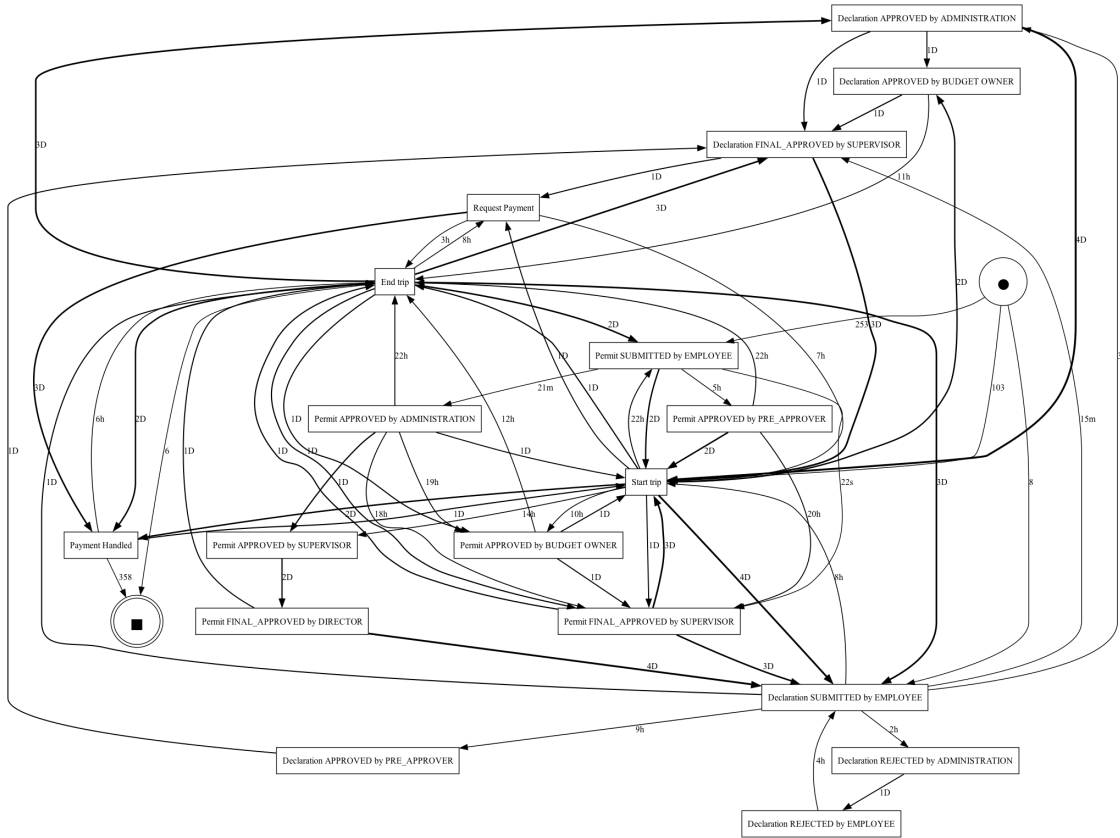 Declaration APPROVED by ADMINISTRATION
1D
Declaration APPROVED by BUDGET OWNER
1D
1D
Declaration FINAL_APPROVED by SUPERVISOR
3D
1D
11h
Request Payment
3D
3h
8h
4D
End trip
2D
253
3D
2D
Permit SUBMITTED by EMPLOYEE
22h
1D
1D
22h
7h
21m
5h
103
3D
6h
2D
1D
12h
22h
2D
Permit APPROVED by ADMINISTRATION
Permit APPROVED by PRE_APPROVER
15m
1D
6
1D
1D
1D
1D
2D
Start trip
1D
1D
19h
22s
8
3D
1D
2D
18h
1D
14h
10h
1D
20h
Payment Handled
Permit APPROVED by SUPERVISOR
Permit APPROVED by BUDGET OWNER
1D
3D
358
2D
1D
4D
8h
Permit FINAL_APPROVED by DIRECTOR
Permit FINAL_APPROVED by SUPERVISOR
4D
3D
Declaration SUBMITTED by EMPLOYEE
9h
2h
Declaration APPROVED by PRE_APPROVER
4h
Declaration REJECTED by ADMINISTRATION
1D
Declaration REJECTED by EMPLOYEE